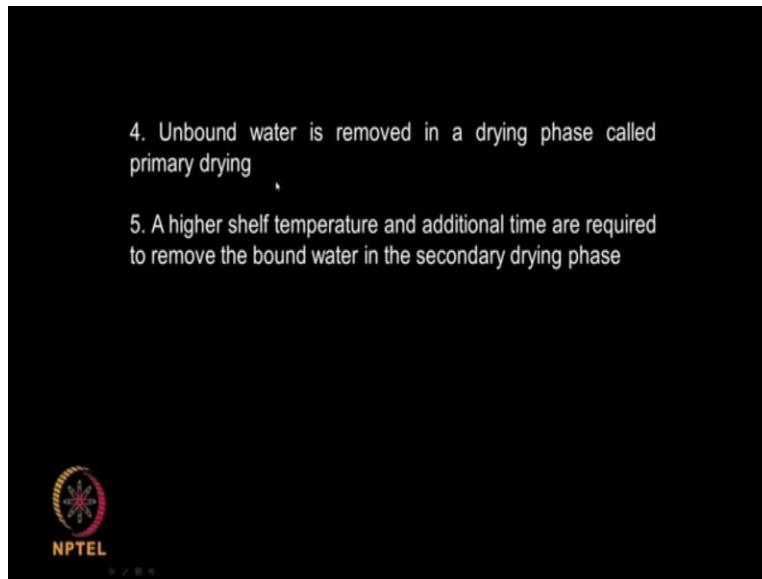 4. Unbound water is removed in a drying phase called
primary drying
5. A higher shelf temperature and additional time are required
to remove the bound water in the secondary drying phase
NPTEL